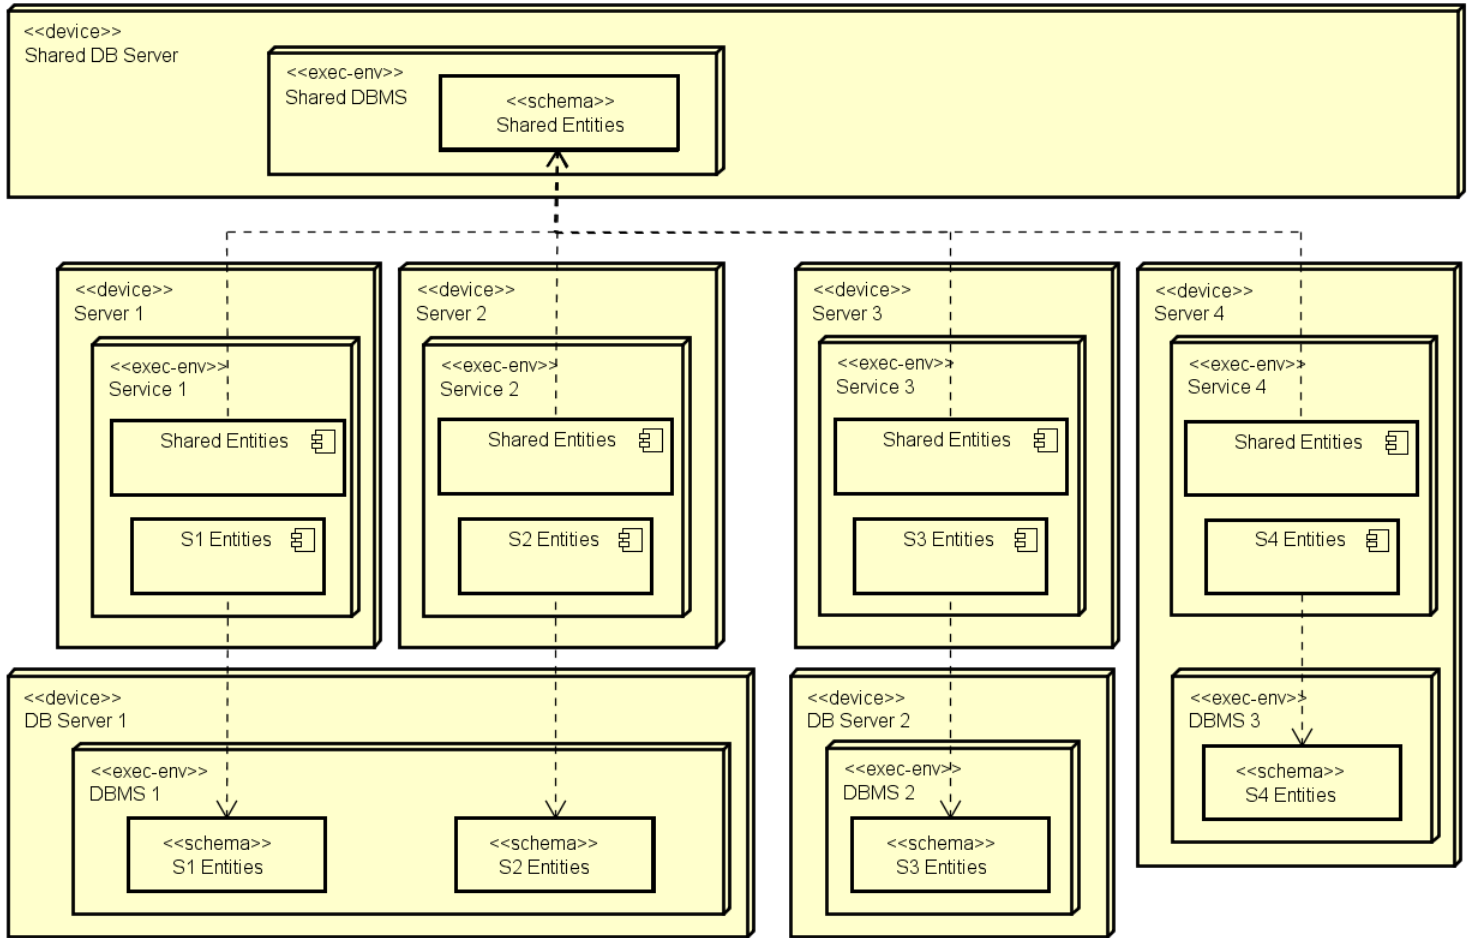 <<device>>
Shared DB Server
<<exec-env>>
Shared DBMS
<<schema>>
Shared Entities
<<device>>
Server 1
<<exec-env>>
Service 1
Shared Entities
S1 Entities
<<device>>
Server 2
<<exec-env>>
Service 2
Shared Entities
S2 Entities
<<device>>
Server 3
<<exec-env>>
Service 3
Shared Entities
S3 Entities
<<device>>
Server 4
<<exec-env>>
Service 4
Shared Entities
S4 Entities
<<device>>
DB Server 1
<<exec-env>>
DBMS 1
<<schema>>
S1 Entities
<<schema>>
S2 Entities
<<device>>
DB Server 2
<<exec-env>>
DBMS 2
<<schema>>
S3 Entities
<<exec-env>>
DBMS 3
<<schema>>
S4 Entities